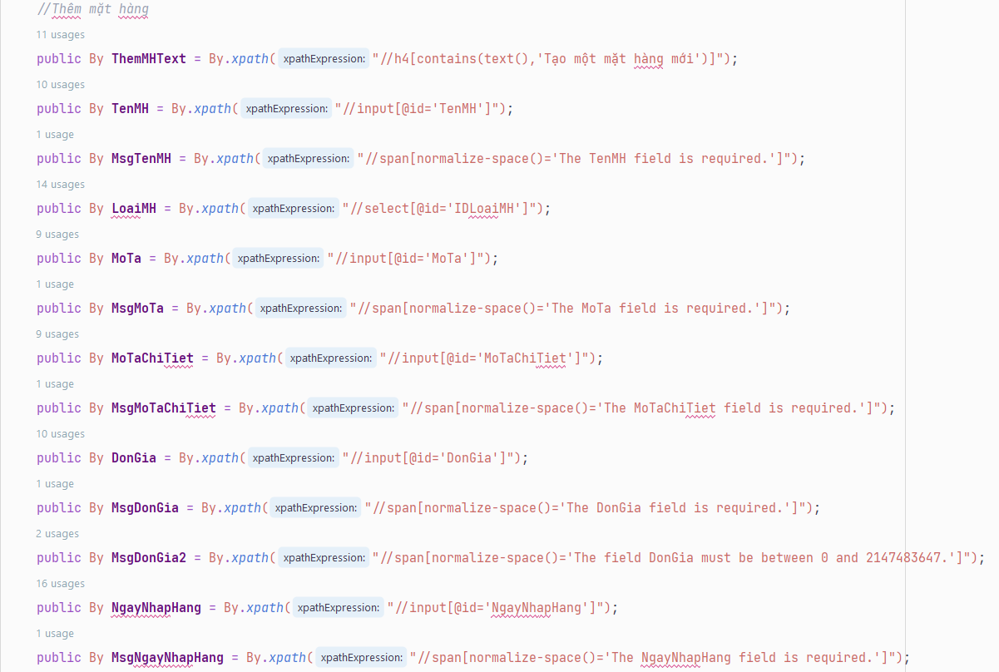 //Thêm mặt hàng
11 usages
public By ThemMHText = By.xpath( xpathExpression: "//h4[contains(text(),'Tạo một mặt hàng mới')]");
10 usages
public By TenMH = By.xpath( xpathExpression: "//input[@id='TenMH']");
1 usage
public By MsgTenMH = By.xpath( xpathExpression: "//span[normalize-space()='The TenMH field is required.']");
14 usages
public By LoaiMH = By.xpath( xpathExpression: "//select[@id='IDLoaiMH']");
9 usages
public By MoTa = By.xpath( xpathExpression: "//input[@id='MoTa']");
1 usage
public By MsgMoTa = By.xpath( xpathExpression: "//span[normalize-space()='The MoTa field is required.']");
9 usages
public By MoTaChiTiet = By.xpath( xpathExpression: "//input[@id='MoTaChiTiet']");
1 usage
public By MsgMoTaChiTiet = By.xpath( xpathExpression: "//span[normalize-space()='The MoTaChiTiet field is required.']");
10 usages
public By DonGia = By.xpath( xpathExpression: "//input[@id='DonGia']");
1 usage
public By MsgDonGia = By.xpath( xpathExpression: "//span[normalize-space()='The DonGia field is required.']");
2 usages
public By MsgDonGia2 = By.xpath( xpathExpression: "//span[normalize-space()='The field DonGia must be between 0 and 2147483647.']");
16 usages
public By NgayNhapHang = By.xpath( xpathExpression: "//input[@id='NgayNhapHang']");
1 usage
public By MsgNgayNhapHang = By.xpath( xpathExpression: "//span[normalize-space()='The NgayNhapHang field is required.']");